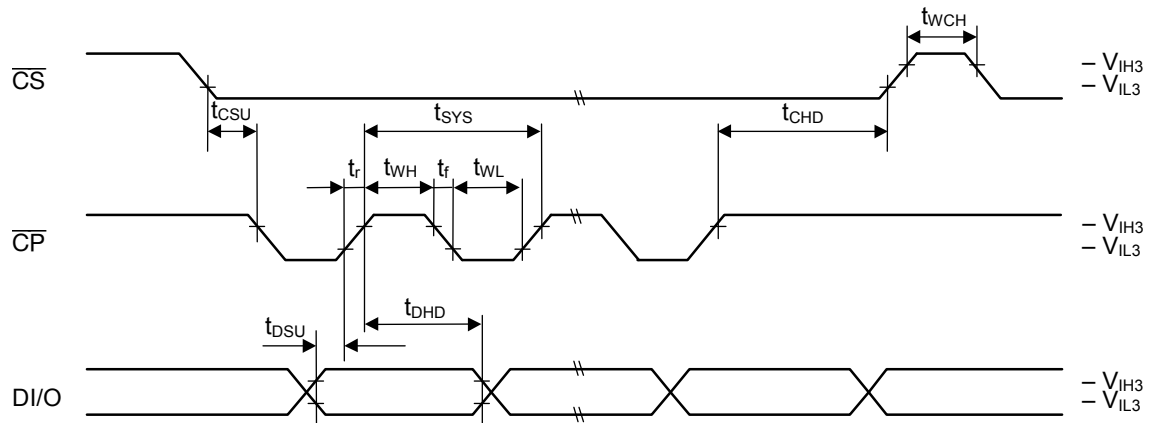 tWCH
CS
– VIH3
– VIL3
tCSU
tSYS
tCHD
tr
tWH
tf
tWL
CP
– VIH3
– VIL3
tDHD
tDSU
DI/O
– VIH3
– VIL3